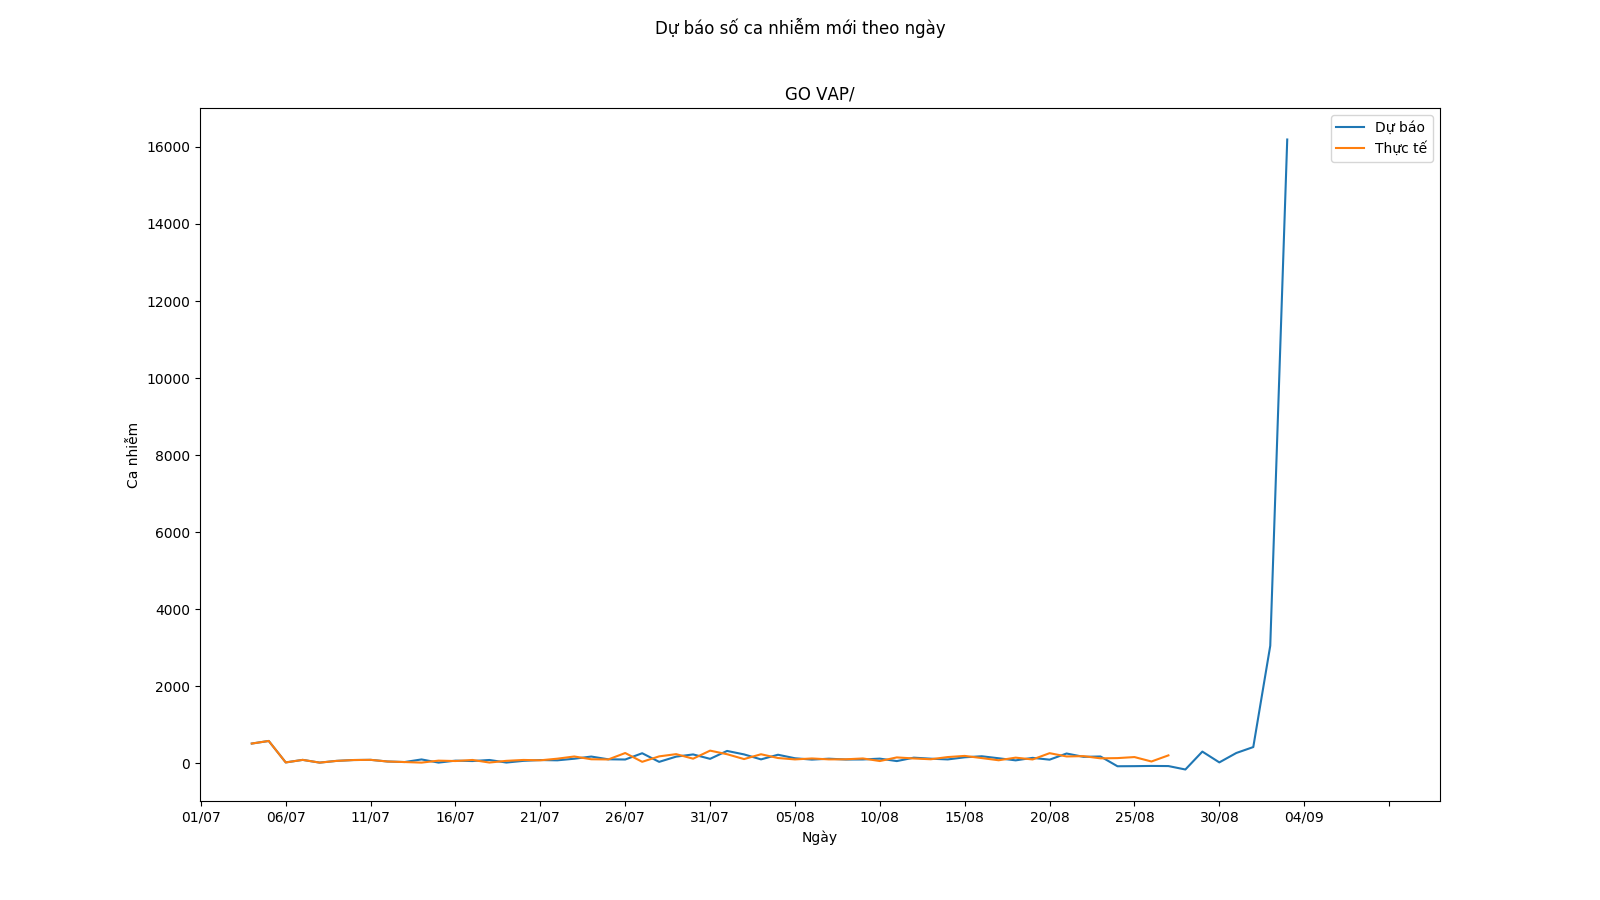 Dự báo số ca nhiễm mới theo ngày
GO VAP/
Dự báo
Thực tế
Ca nhiễm
16000
14000
12000
10000
8000
6000
4000
2000
0
01/07 06/07 11/07 16/07 21/07 26/07 31/07 05/08 10/08 15/08 20/08 25/08 30/08 04/09
Ngày